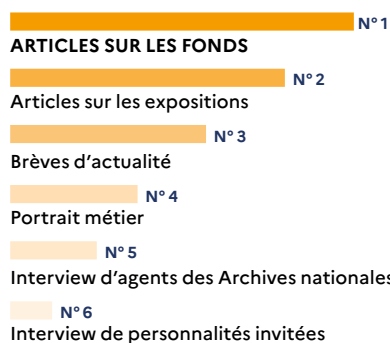 N° 1
ARTICLES SUR LES FONDS
N° 2
Articles sur les expositions
N° 3
Brèves d'actualité
N° 4
Portrait métier
N° 5
Interview d'agents des Archives nationales
N° 6
Interview de personnalités invitées